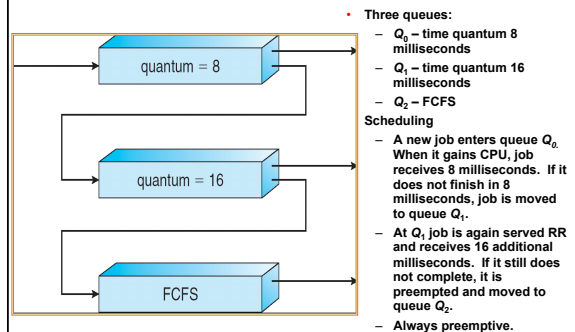 quantum = 8
quantum = 16
FCFS
• Three queues:
– Q₀ – time quantum 8
milliseconds
– Q₁ – time quantum 16
milliseconds
– Q₂ – FCFS
Scheduling
– A new job enters queue Q₀.
When it gains CPU, job
receives 8 milliseconds. If it
does not finish in 8
milliseconds, job is moved
to queue Q₁.
– At Q₁ job is again served RR
and receives 16 additional
milliseconds. If it still does
not complete, it is
preempted and moved to
queue Q₂.
– Always preemptive.